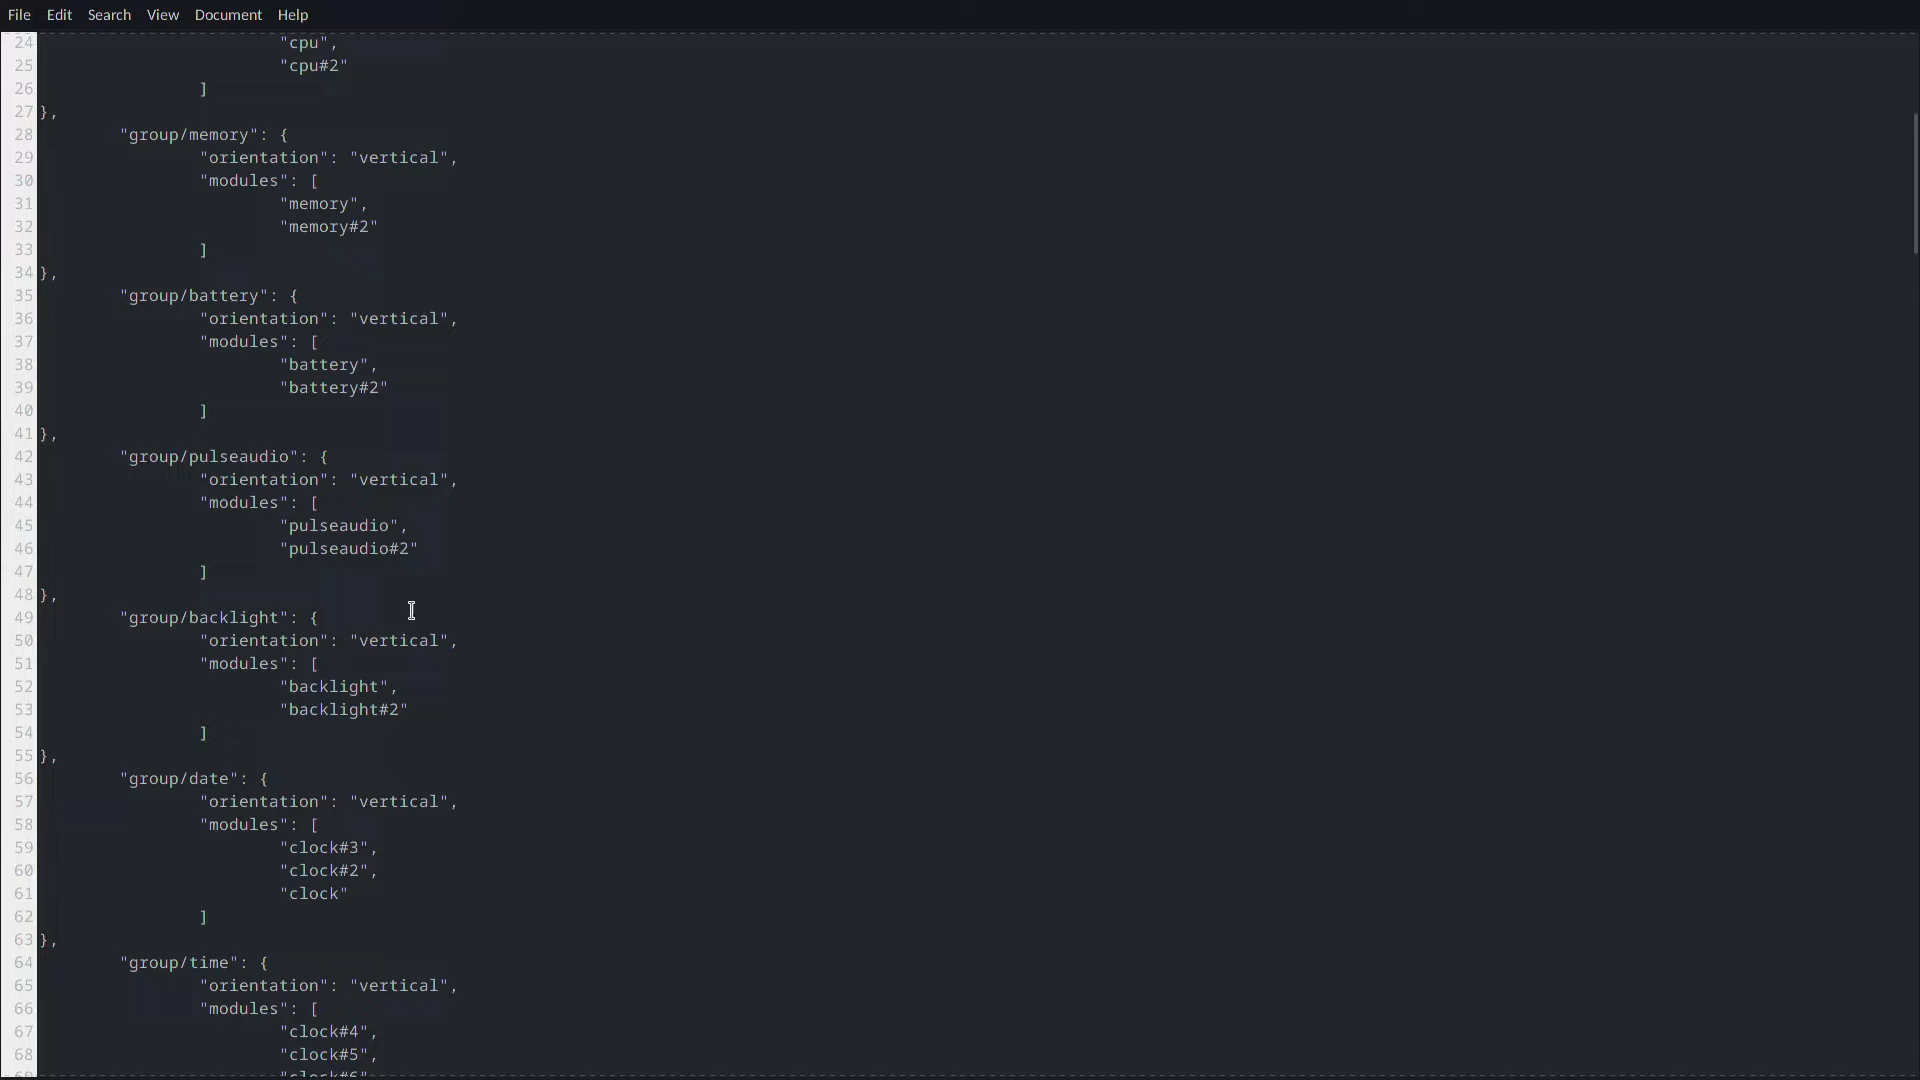 File Edit Search View Document Help
24 "cpu",
25 "cpu#2"
26 ]
27 },
28 "group/memory": {
29 "orientation": "vertical",
30 "modules": [
31 "memory",
32 "memory#2"
33 ]
34 },
35 "group/battery": {
36 "orientation": "vertical",
37 "modules": [
38 "battery",
39 "battery#2"
40 ]
41 },
42 "group/pulseaudio": {
43 "orientation": "vertical",
44 "modules": [
45 "pulseaudio",
46 "pulseaudio#2"
47 ]
48 },
49 "group/backlight": {
50 "orientation": "vertical",
51 "modules": [
52 "backlight",
53 "backlight#2"
54 ]
55 },
56 "group/date": {
57 "orientation": "vertical",
58 "modules": [
59 "clock#3",
60 "clock#2",
61 "clock"
62 ]
63 },
64 "group/time": {
65 "orientation": "vertical",
66 "modules": [
67 "clock#4",
68 "clock#5",
69 "clock#6"